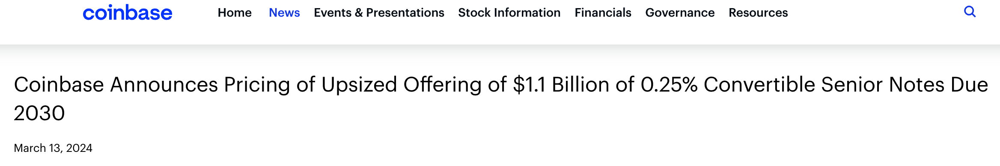 coinbase Home News Events & Presentations Stock Information Financials Governance Resources
Coinbase Announces Pricing of Upsized Offering of $1.1 Billion of 0.25% Convertible Senior Notes Due
2030
March 13, 2024